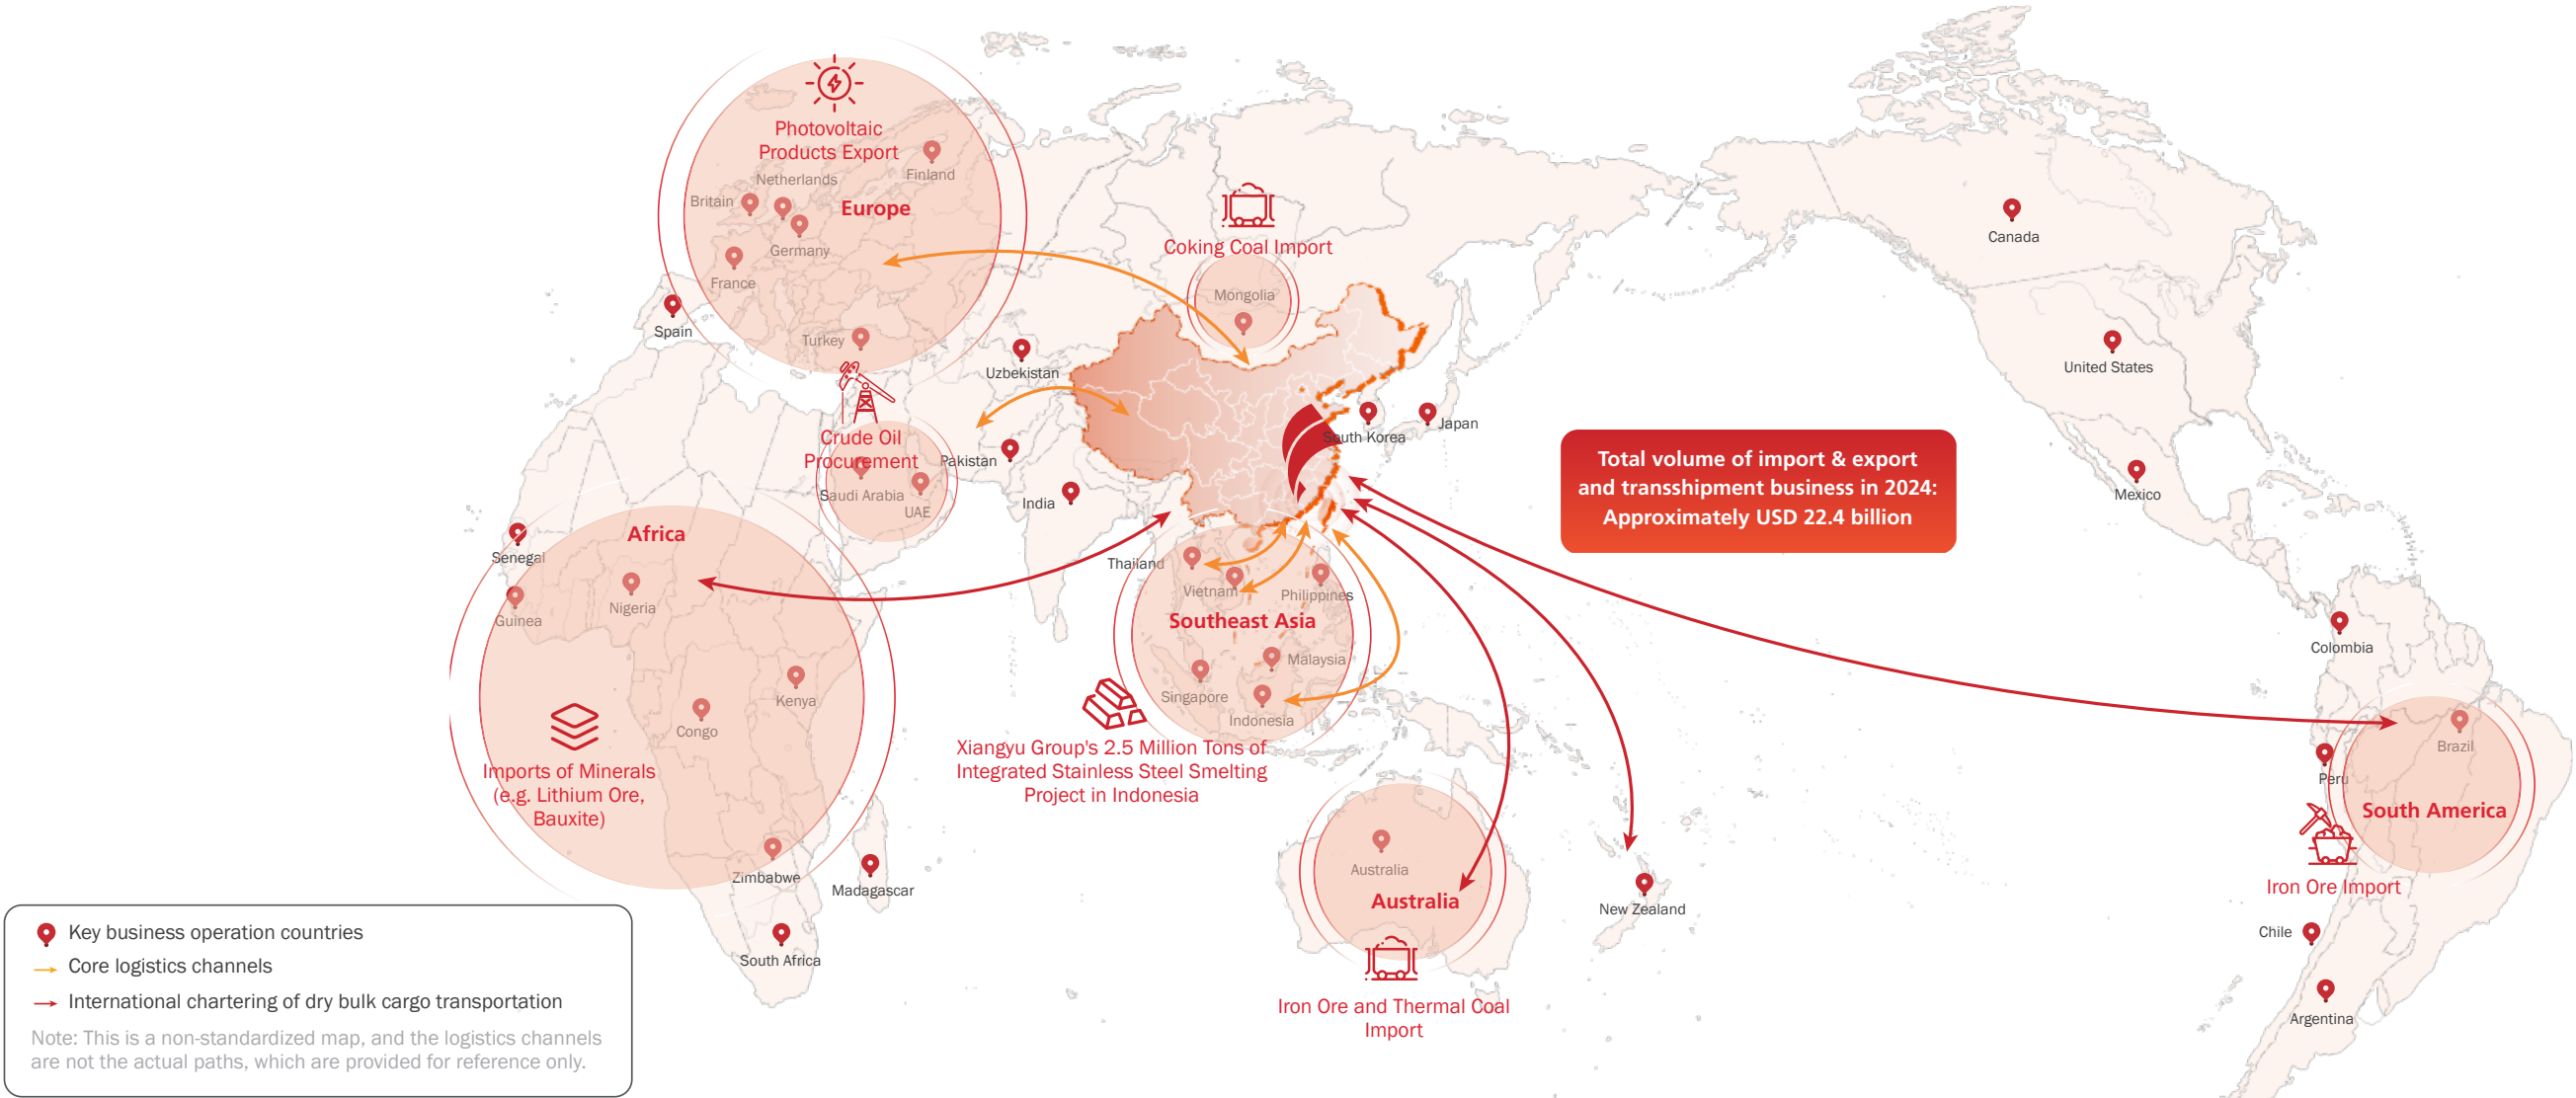 Photovoltaic
Products Export
Netherlands
Finland
Britain
Europe
Germany
France
Spain
Turkey
Coking Coal Import
Mongolia
Canada
United States
Mexico
Uzbekistan
Crude Oil
Procurement
Pakistan
Saudi Arabia
UAE
India
South Korea
Japan
Total volume of import & export
and transshipment business in 2024:
Approximately USD 22.4 billion
Africa
Senegal
Guinea
Nigeria
Kenya
Congo
Imports of Minerals
(e.g. Lithium Ore,
Bauxite)
Zimbabwe
Madagascar
South Africa
Thailand
Vietnam
Philippines
Southeast Asia
Malaysia
Singapore
Indonesia
Xiangyu Group's 2.5 Million Tons of
Integrated Stainless Steel Smelting
Project in Indonesia
Australia
Australia
Iron Ore and Thermal Coal
Import
New Zealand
Colombia
Brazil
Peru
South America
Iron Ore Import
Chile
Argentina
Key business operation countries
Core logistics channels
International chartering of dry bulk cargo transportation
Note: This is a non-standardized map, and the logistics channels
are not the actual paths, which are provided for reference only.